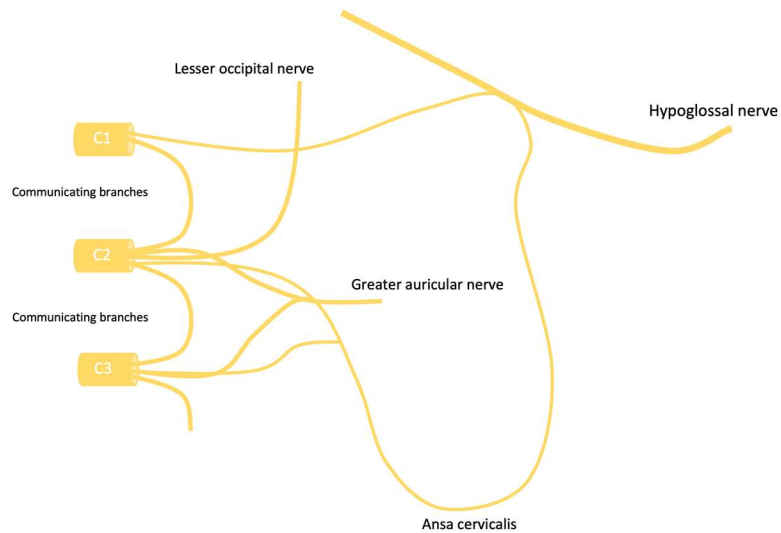 Lesser occipital nerve
Hypoglossal nerve
C1
Communicating branches
C2
Greater auricular nerve
Communicating branches
C3
Ansa cervicalis